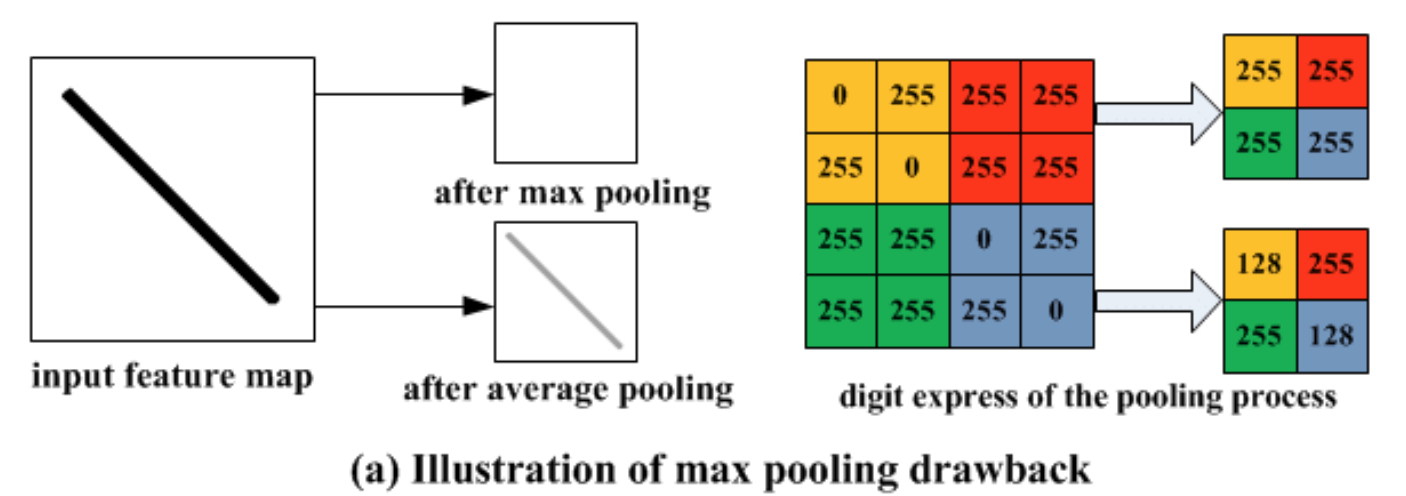 after max pooling
input feature map
after average pooling
0 255 255 255
255 0 255 255
255 255 0 255
255 255 255 0
255 255
255 255
128 255
255 128
digit express of the pooling process
(a) Illustration of max pooling drawback